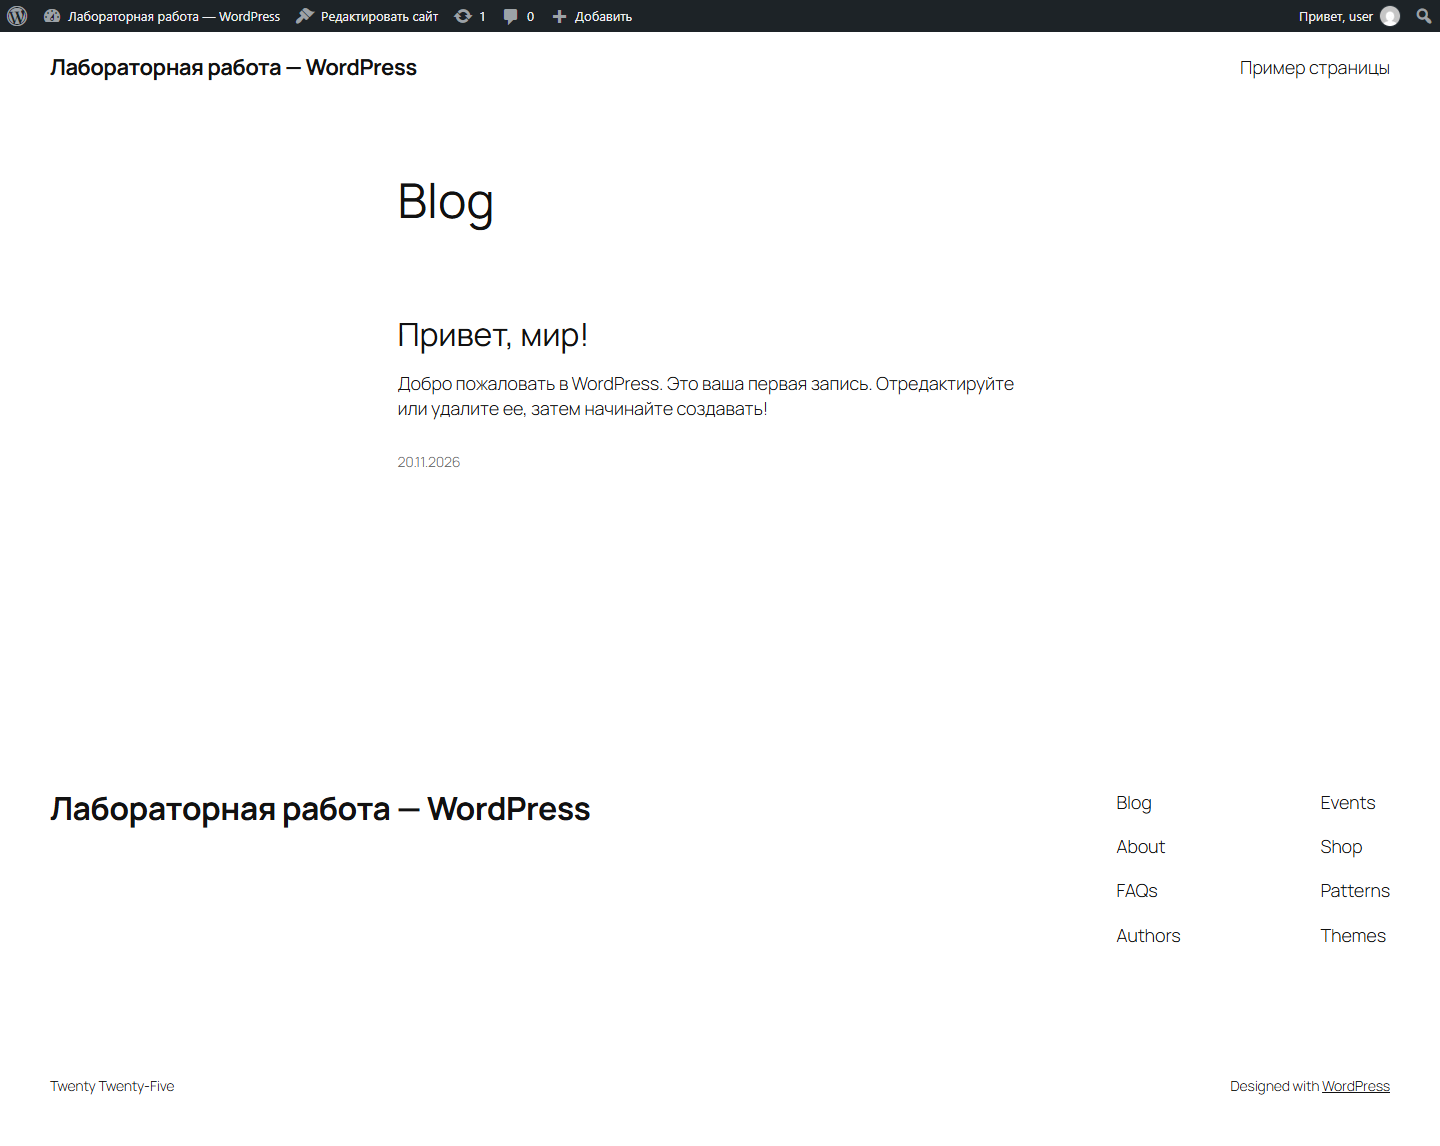 Лабораторная работа — WordPress Редактировать сайт 1 0 Добавить Привет, user
Лабораторная работа — WordPress Пример страницы
Blog
Привет, мир!
Добро пожаловать в WordPress. Это ваша первая запись. Отредактируйте
или удалите ее, затем начинайте создавать!
20.11.2026
Лабораторная работа — WordPress
Blog
About
FAQs
Authors
Events
Shop
Patterns
Themes
Twenty Twenty-Five
Designed with WordPress